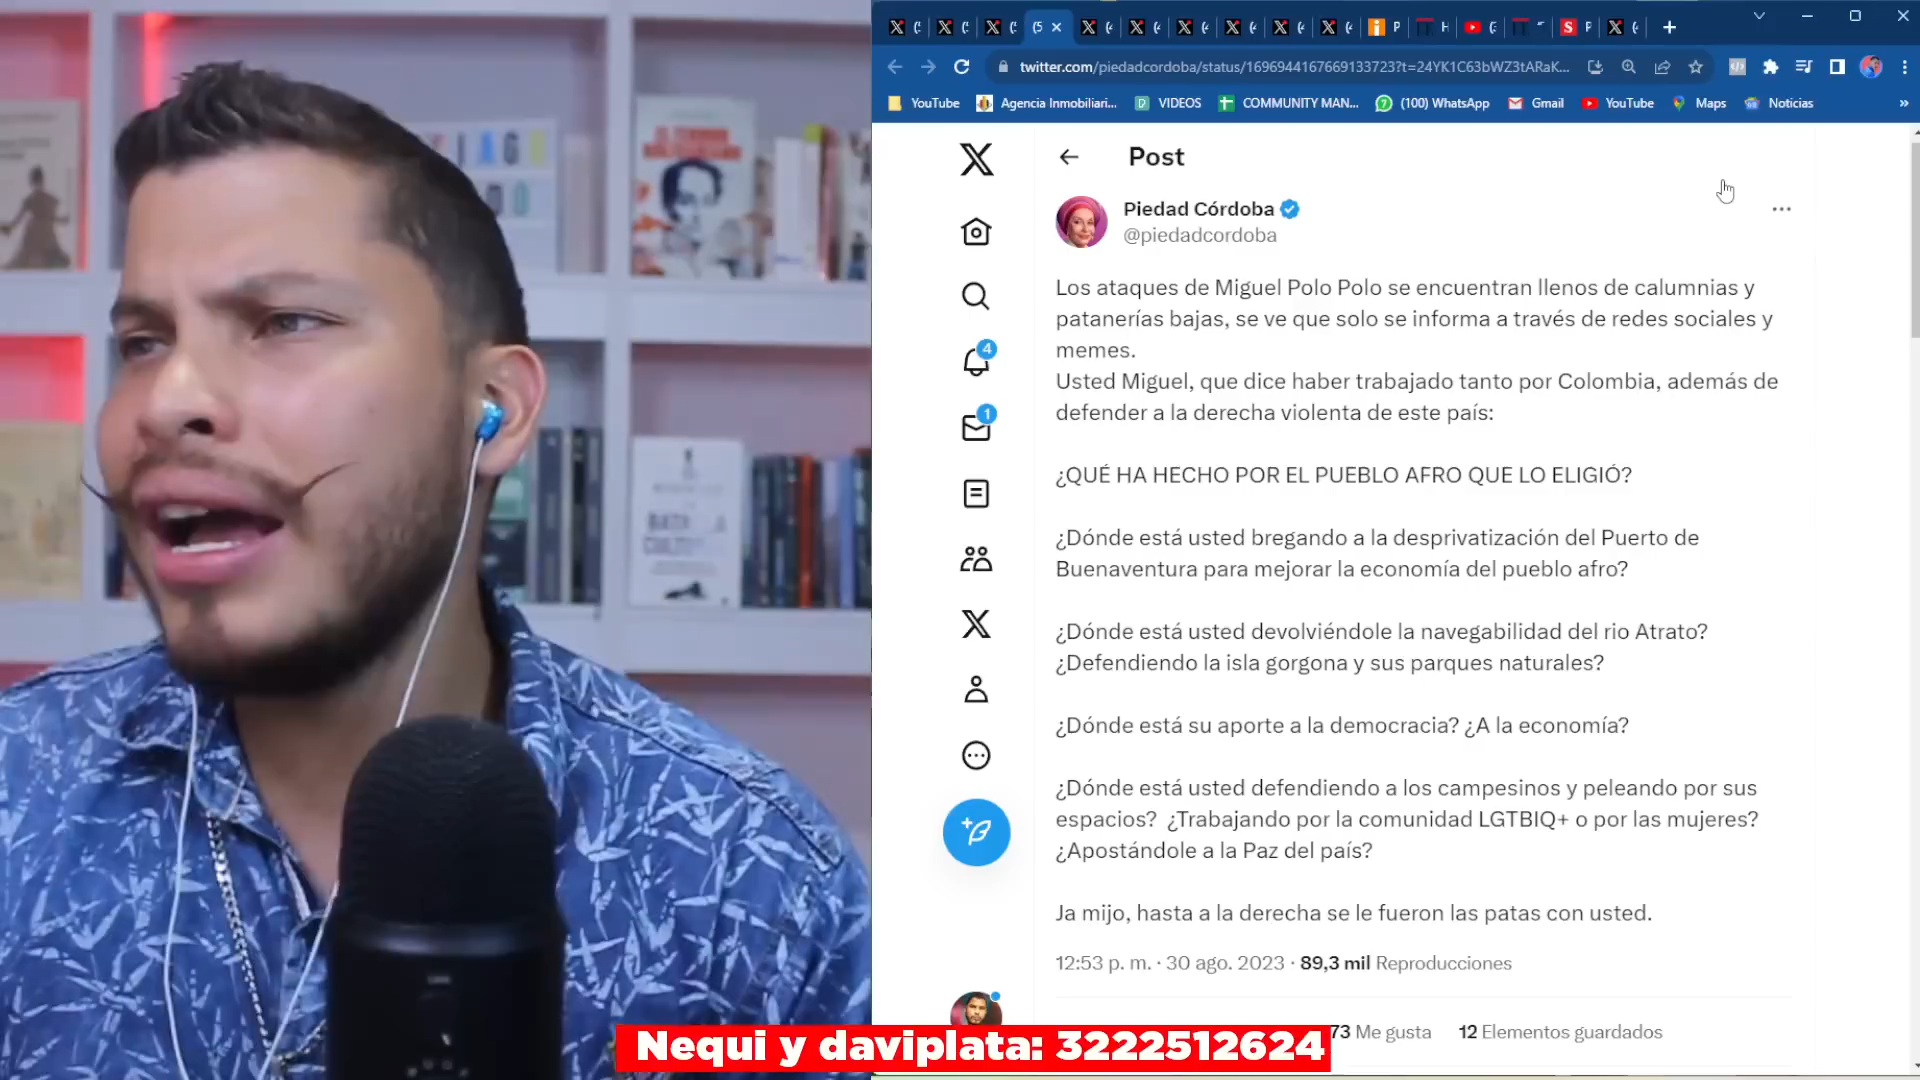 (5
twitter.com/piedadcordoba/status/1696944167669133723?t=24YK1C63bWZ3tARaK...
YouTube
Agencia Inmobiliari...
VIDEOS
COMMUNITY MAN...
(100) WhatsApp
Gmail
YouTube
Maps
Noticias
»
Post
Piedad Córdoba
@piedadcordoba
4
1
Los ataques de Miguel Polo Polo se encuentran llenos de calumnias y
patanerías bajas, se ve que solo se informa a través de redes sociales y
memes.
Usted Miguel, que dice haber trabajado tanto por Colombia, además de
defender a la derecha violenta de este país:
¿QUÉ HA HECHO POR EL PUEBLO AFRO QUE LO ELIGIÓ?
¿Dónde está usted bregando a la desprivatización del Puerto de
Buenaventura para mejorar la economía del pueblo afro?
¿Dónde está usted devolviéndole la navegabilidad del rio Atrato?
¿Defendiendo la isla gorgona y sus parques naturales?
¿Dónde está su aporte a la democracia? ¿A la economía?
¿Dónde está usted defendiendo a los campesinos y peleando por sus
espacios? ¿Trabajando por la comunidad LGTBIQ+ o por las mujeres?
¿Apostándole a la Paz del país?
Ja mijo, hasta a la derecha se le fueron las patas con usted.
12:53 p. m. · 30 ago. 2023 · 89,3 mil Reproducciones
73 Me gusta 12 Elementos guardados
Nequi y daviplata: 3222512624